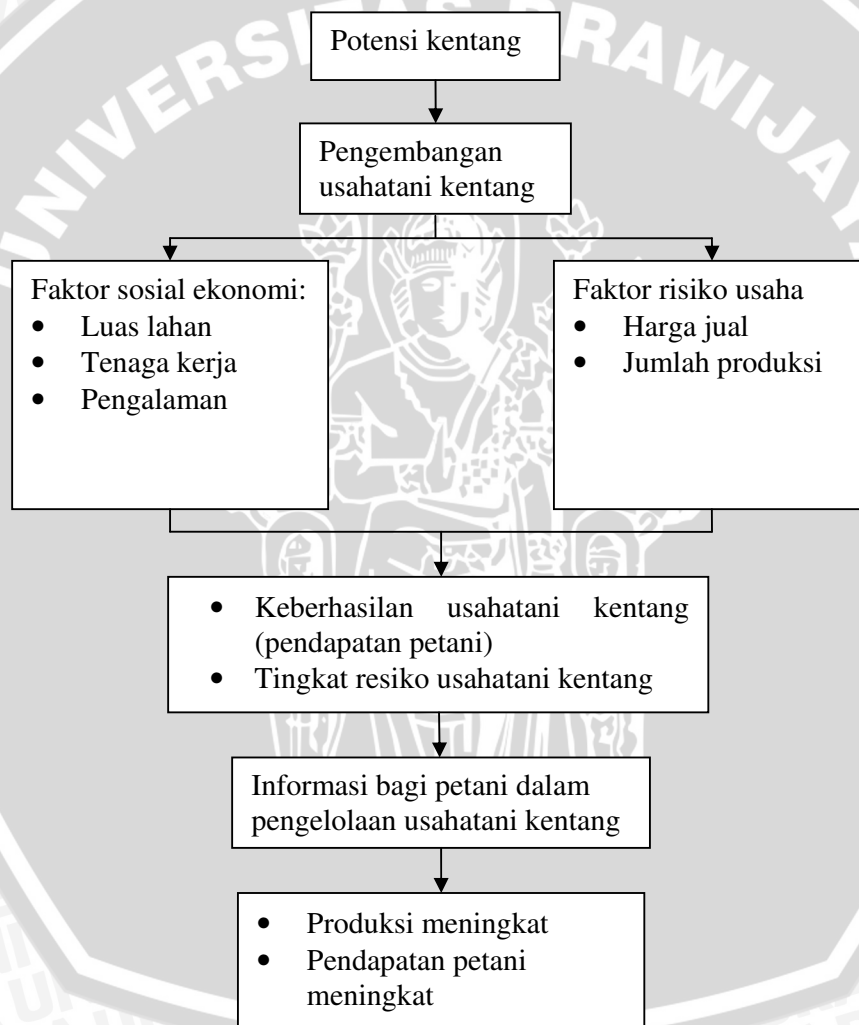 UNIVERSITAS BRAWIJAYA
Potensi kentang
Pengembangan
usahatani kentang
Faktor sosial ekonomi:
• Luas lahan
• Tenaga kerja
• Pengalaman
Faktor risiko usaha
• Harga jual
• Jumlah produksi
• Keberhasilan usahatani kentang
(pendapatan petani)
• Tingkat resiko usahatani kentang
Informasi bagi petani dalam
pengelolaan usahatani kentang
• Produksi meningkat
• Pendapatan petani
meningkat